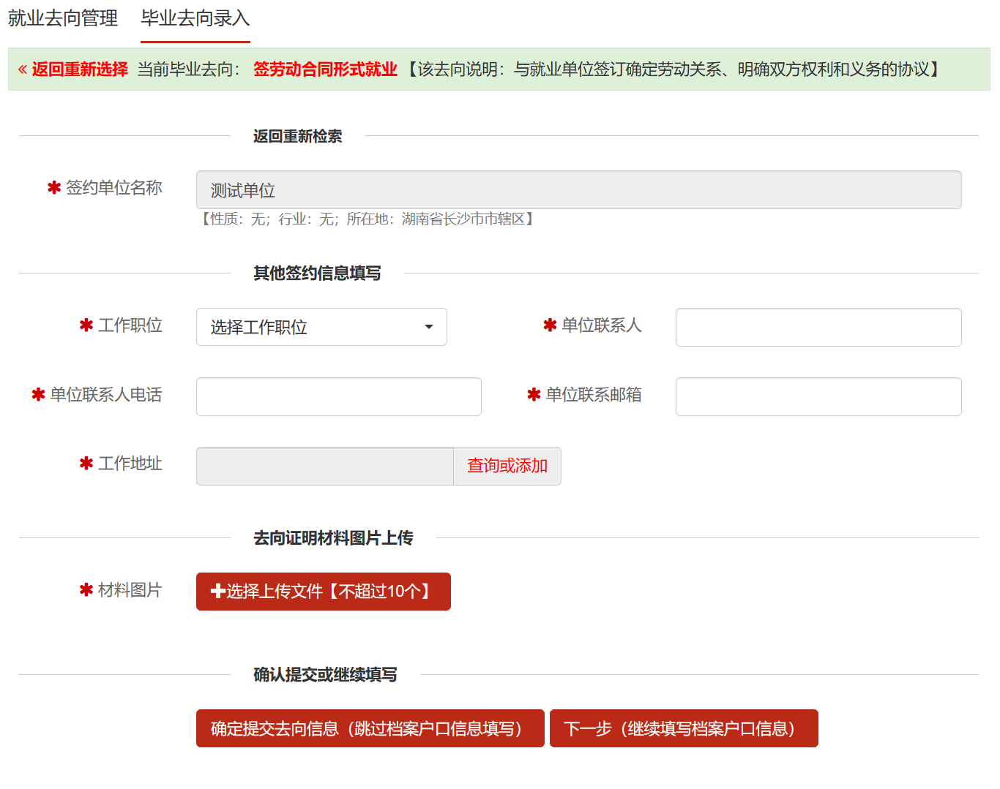 就业去向管理 毕业去向录入
« 返回重新选择 当前毕业去向： 签劳动合同形式就业 【该去向说明：与就业单位签订确定劳动关系、明确双方权利和义务的协议】
返回重新检索
✱ 签约单位名称 测试单位
【性质：无；行业：无；所在地：湖南省长沙市市辖区】
其他签约信息填写
✱ 工作职位 选择工作职位 ✱ 单位联系人
✱ 单位联系人电话 ✱ 单位联系邮箱
✱ 工作地址 查询或添加
去向证明材料图片上传
✱ 材料图片 ✚选择上传文件【不超过10个】
确认提交或继续填写
确定提交去向信息（跳过档案户口信息填写） 下一步（继续填写档案户口信息）